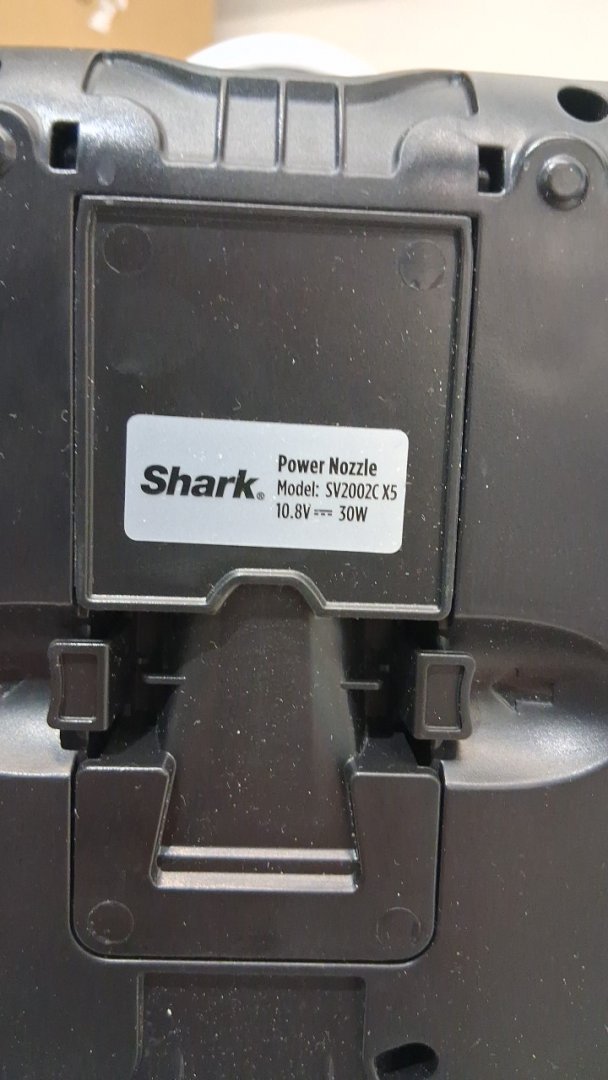 Shark®
Power Nozzle
Model: SV2002C X5
10.8V ⎓ 30W